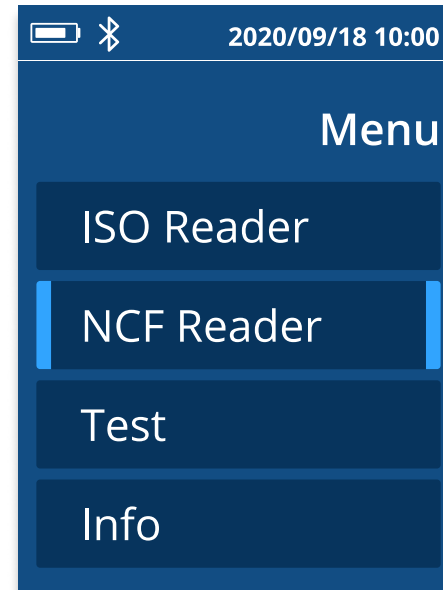 2020/09/18 10:00
Menu
ISO Reader
NCF Reader
Test
Info